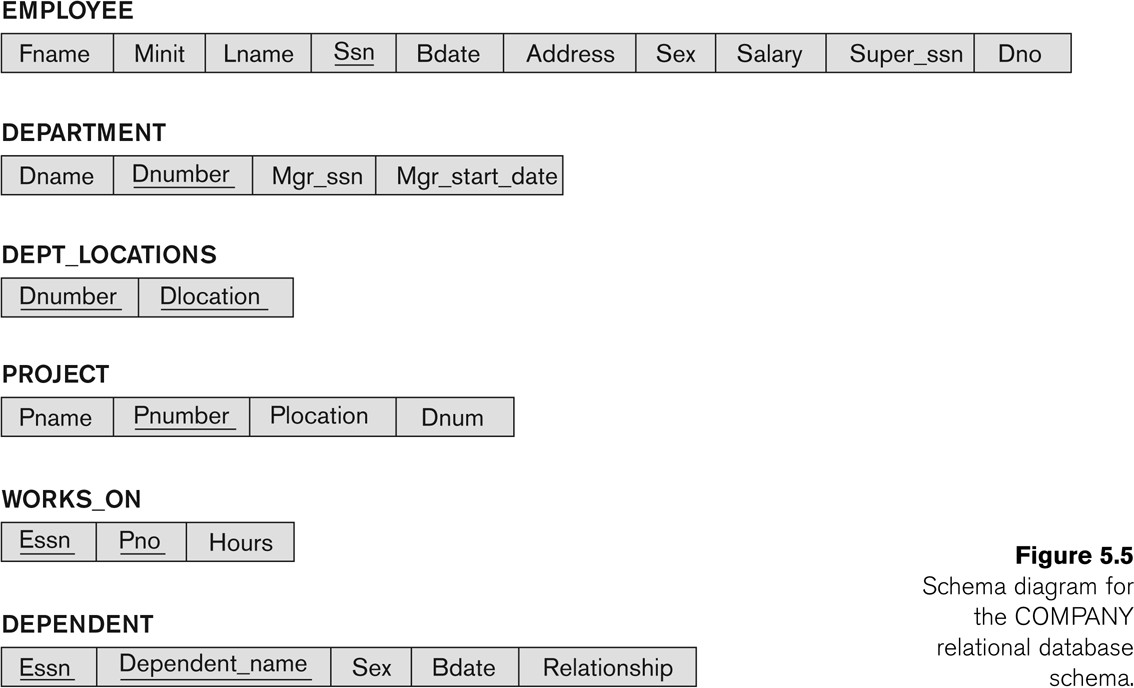 EMPLOYEE
Fname Minit Lname Ssn Bdate Address Sex Salary Super_ssn Dno
DEPARTMENT
Dname Dnumber Mgr_ssn Mgr_start_date
DEPT_LOCATIONS
Dnumber Dlocation
PROJECT
Pname Pnumber Plocation Dnum
WORKS_ON
Essn Pno Hours
DEPENDENT
Essn Dependent_name Sex Bdate Relationship
Figure 5.5
Schema diagram for
the COMPANY
relational database
schema.